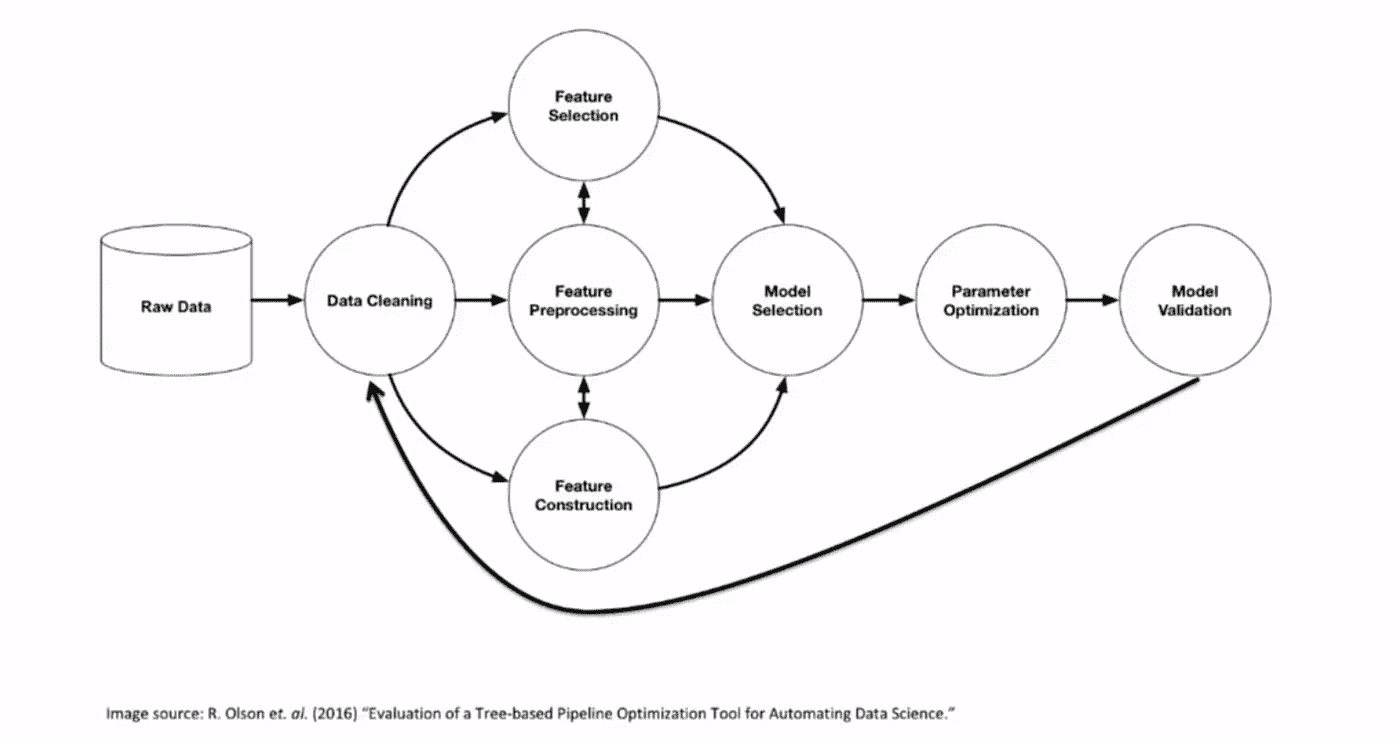 Feature
Selection
Raw Data
Data Cleaning
Feature
Preprocessing
Model
Selection
Parameter
Optimization
Model
Validation
Feature
Construction
Image source: R. Olson et. al. (2016) “Evaluation of a Tree-based Pipeline Optimization Tool for Automating Data Science.”